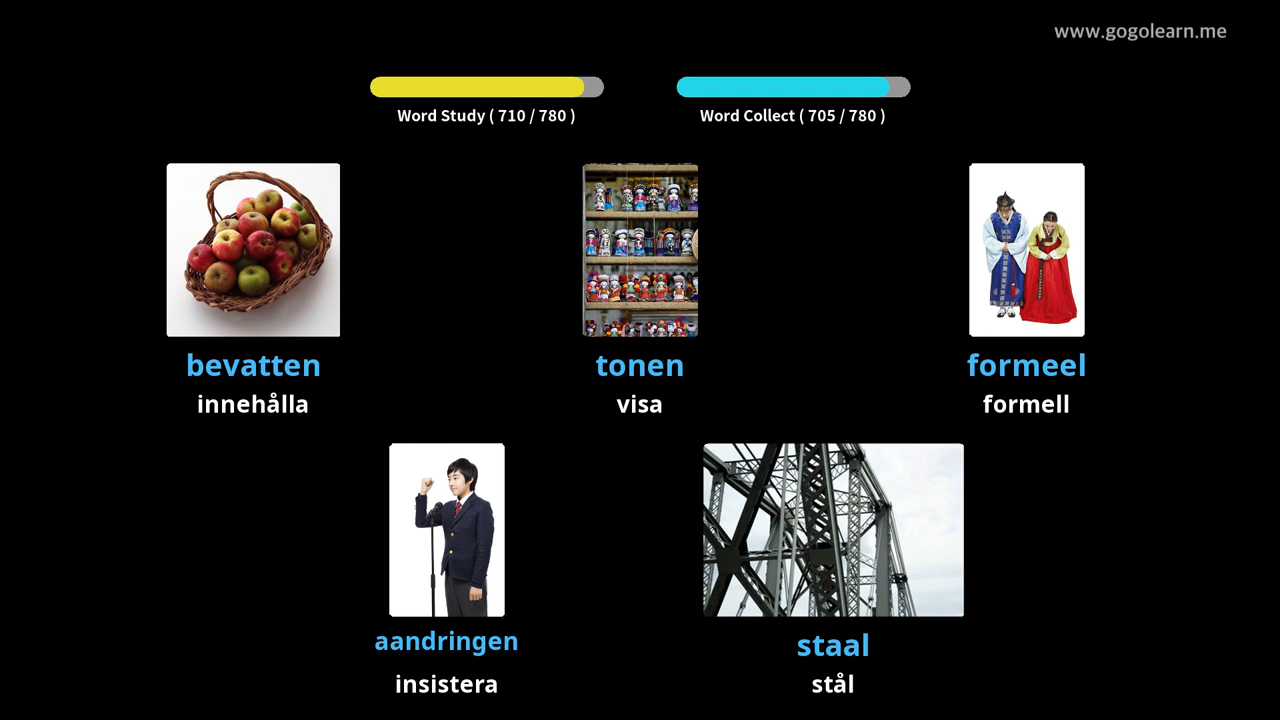 www.gogolearn.me
Word Study ( 710 / 780 )
Word Collect ( 705 / 780 )
bevatten
innehålla
tonen
visa
formeel
formell
aandringen
insistera
staal
stål